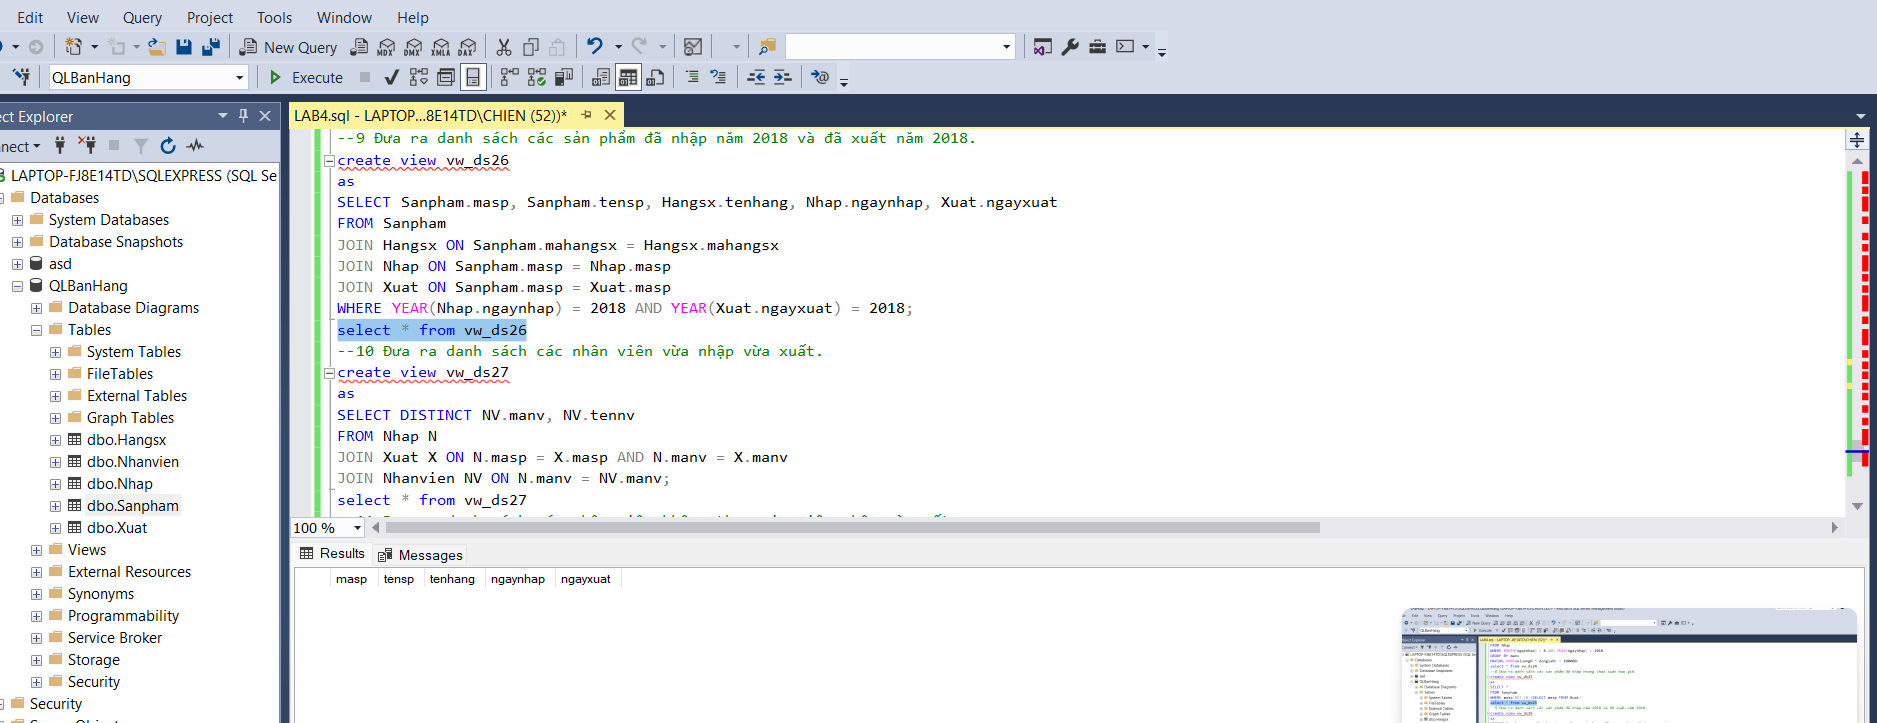 Edit View Query Project Tools Window Help
New Query MDX DMX XMLA DAX
QLBanHang Execute
ect Explorer
LAB4.sql - LAPTOP...8E14TD\CHIEN (52))*
nnect
LAPTOP-FJ8E14TD\SQLEXPRESS (SQL Se
Databases
System Databases
Database Snapshots
asd
QLBanHang
Database Diagrams
Tables
System Tables
FileTables
External Tables
Graph Tables
dbo.Hangsx
dbo.Nhanvien
dbo.Nhap
dbo.Sanpham
dbo.Xuat
Views
External Resources
Synonyms
Programmability
Service Broker
Storage
Security
Security
--9 Đưa ra danh sách các sản phẩm đã nhập năm 2018 và đã xuất năm 2018.
create view vw_ds26
as
SELECT Sanpham.masp, Sanpham.tensp, Hangsx.tenhang, Nhap.ngaynhap, Xuat.ngayxuat
FROM Sanpham
JOIN Hangsx ON Sanpham.mahangsx = Hangsx.mahangsx
JOIN Nhap ON Sanpham.masp = Nhap.masp
JOIN Xuat ON Sanpham.masp = Xuat.masp
WHERE YEAR(Nhap.ngaynhap) = 2018 AND YEAR(Xuat.ngayxuat) = 2018;
select * from vw_ds26
--10 Đưa ra danh sách các nhân viên vừa nhập vừa xuất.
create view vw_ds27
as
SELECT DISTINCT NV.manv, NV.tennv
FROM Nhap N
JOIN Xuat X ON N.masp = X.masp AND N.manv = X.manv
JOIN Nhanvien NV ON N.manv = NV.manv;
select * from vw_ds27
100 %
Results Messages
masp tensp tenhang ngaynhap ngayxuat